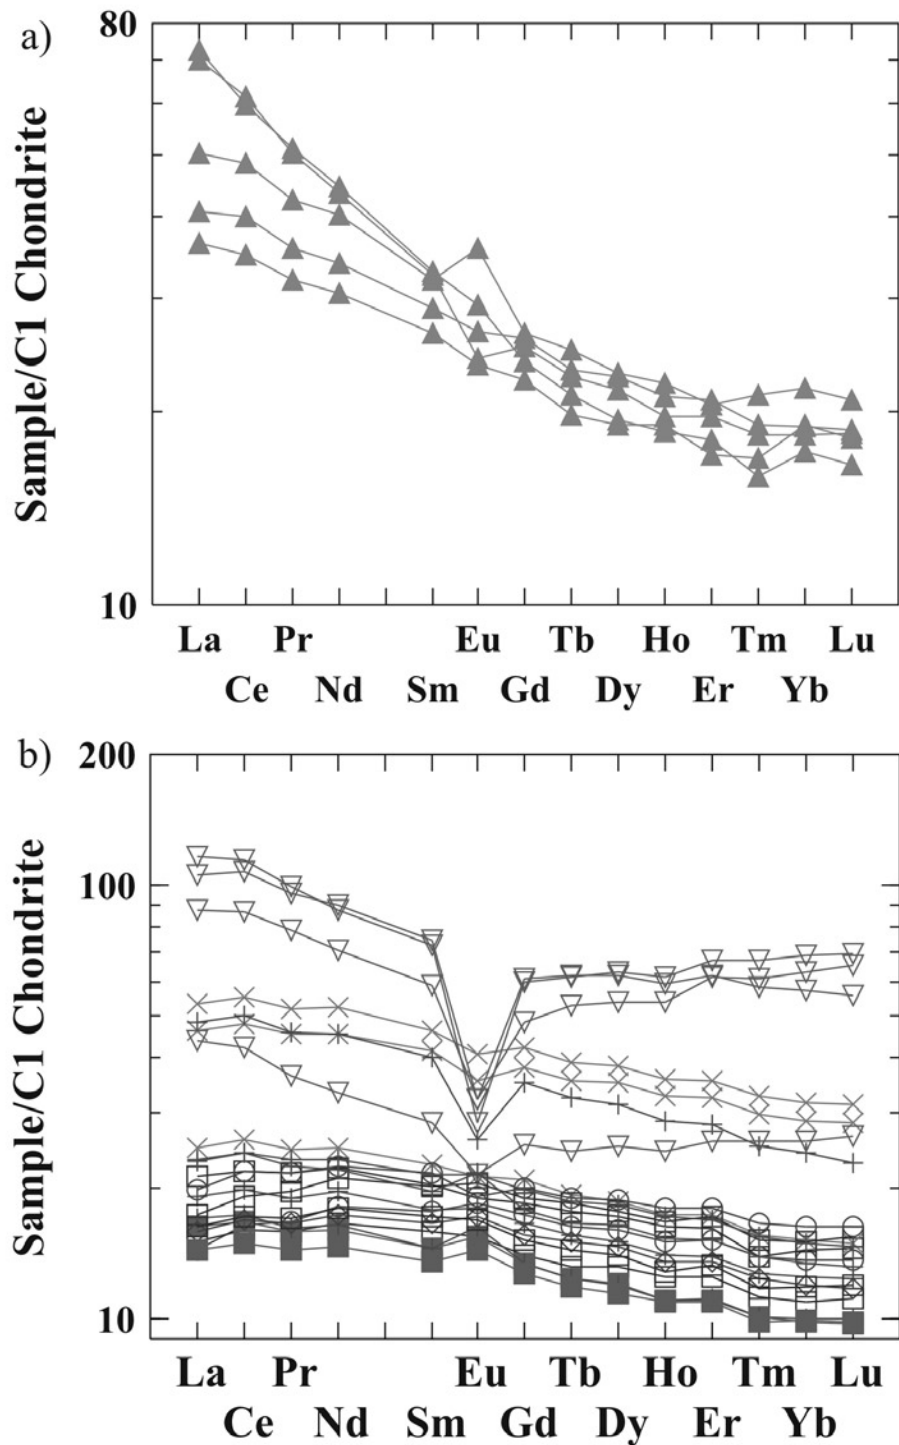 a)
80
Sample/C1 Chondrite
10
La Pr Eu Tb Ho Tm Lu
Ce Nd Sm Gd Dy Er Yb
b)
200
100
Sample/C1 Chondrite
10
La Pr Eu Tb Ho Tm Lu
Ce Nd Sm Gd Dy Er Yb